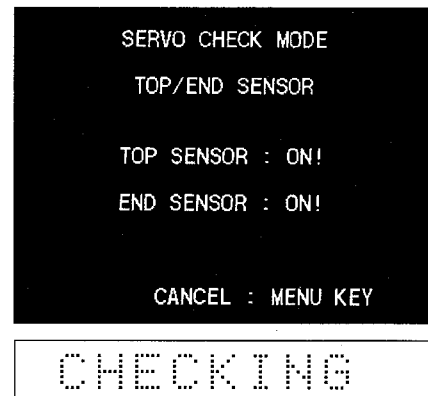 SERVO CHECK MODE
TOP/END SENSOR
TOP SENSOR : ON!
END SENSOR : ON!
CANCEL : MENU KEY
CHECKING